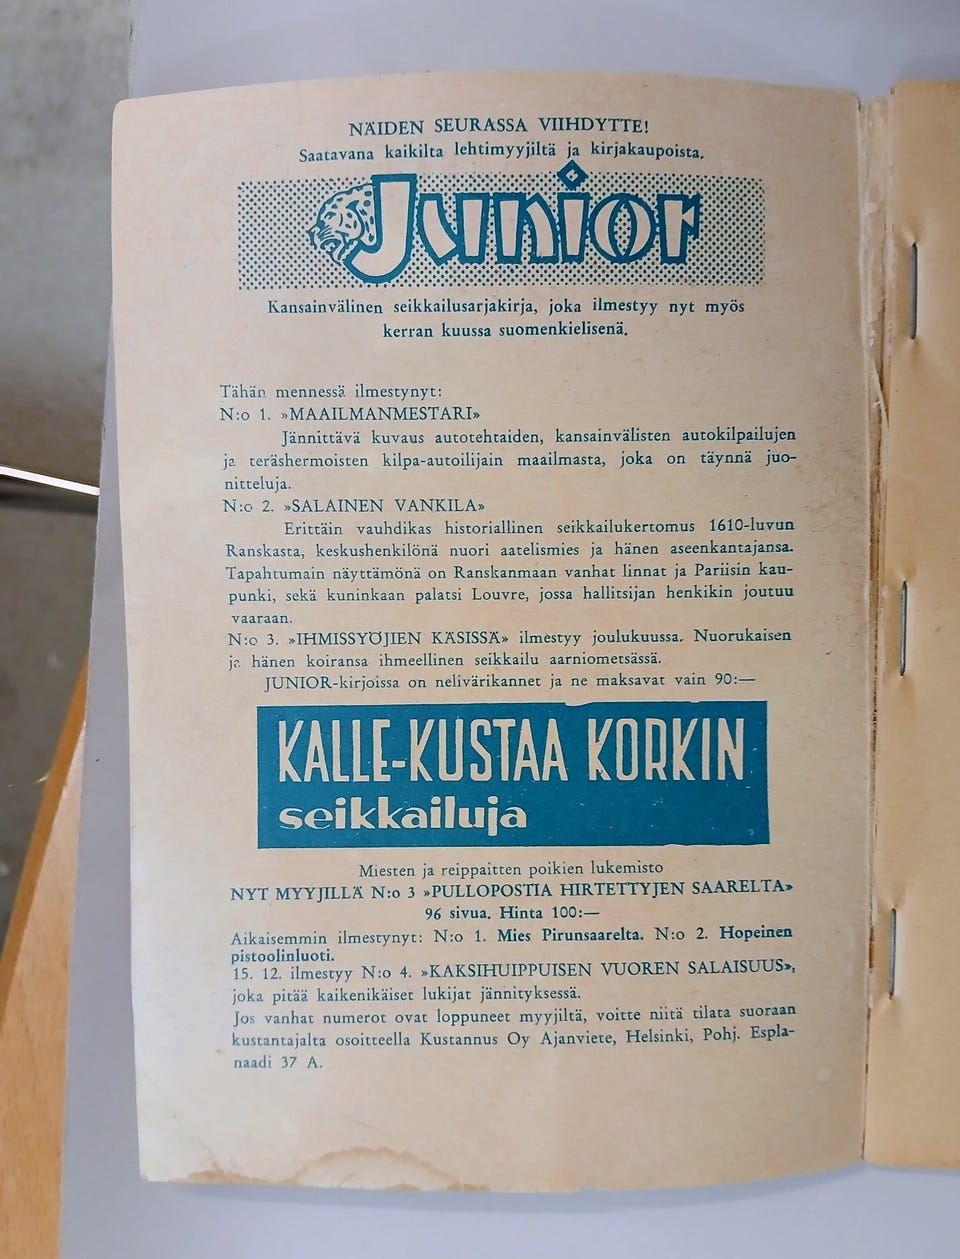 NÄIDEN SEURASSA VIIHDYTTE!
Saatavana kaikilta lehtimyyjiltä ja kirjakaupoista.
Junior
Kansainvälinen seikkailusarjakirja, joka ilmestyy nyt myös
kerran kuussa suomenkielisenä.
Tähän mennessä ilmestynyt:
N:o 1. »MAAILMANMESTARI»
Jännittävä kuvaus autotehtaiden, kansainvälisten autokilpailujen
ja teräshermoisten kilpa-autoilijain maailmasta, joka on täynnä juo-
nitteluja.
N:o 2. »SALAINEN VANKILA»
Erittäin vauhdikas historiallinen seikkailukertomus 1610-luvun
Ranskasta, keskushenkilönä nuori aatelismies ja hänen aseenkantajansa.
Tapahtumain näyttämönä on Ranskanmaan vanhat linnat ja Pariisin kau-
punki, sekä kuninkaan palatsi Louvre, jossa hallitsijan henkikin joutuu
vaaraan.
N:o 3. »IHMISSYÖJIEN KÄSISSÄ» ilmestyy joulukuussa. Nuorukaisen
ja hänen koiransa ihmeellinen seikkailu aarniometsässä.
JUNIOR-kirjoissa on nelivärikannet ja ne maksavat vain 90:—
KALLE-KUSTAA KORKIN
seikkailuja
Miesten ja reippaitten poikien lukemisto
NYT MYYJILLÄ N:o 3 »PULLOPOSTIA HIRTETTYJEN SAARELTA»
96 sivua. Hinta 100:—
Aikaisemmin ilmestynyt: N:o 1. Mies Pirunsaarelta. N:o 2. Hopeinen
pistoolinluoti.
15. 12. ilmestyy N:o 4. »KAKSIHUIPPUISEN VUOREN SALAISUUS»,
joka pitää kaikenikäiset lukijat jännityksessä.
Jos vanhat numerot ovat loppuneet myyjiltä, voitte niitä tilata suoraan
kustantajalta osoitteella Kustannus Oy Ajanviete, Helsinki, Pohj. Espla-
naadi 37 A.